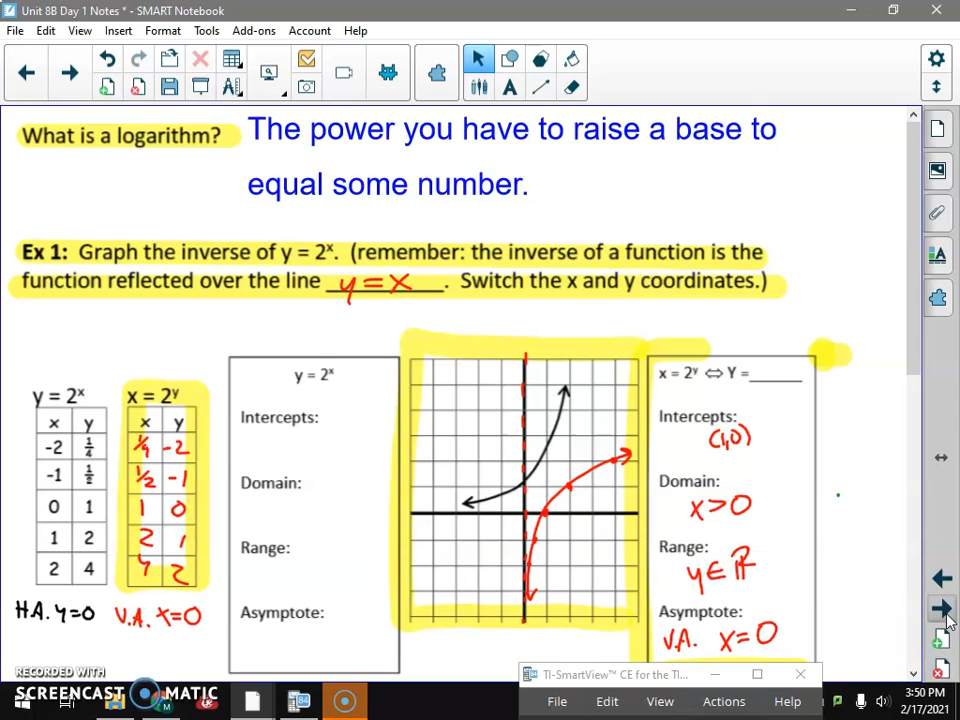 Unit 8B Day 1 Notes * - SMART Notebook
File Edit View Insert Format Tools Add-ons Account Help
What is a logarithm? The power you have to raise a base to
equal some number.
Ex 1: Graph the inverse of y = 2ˣ. (remember: the inverse of a function is the
function reflected over the line y = x. Switch the x and y coordinates.)
y = 2ˣ
x y
-2 1/4
-1 1/2
0 1
1 2
2 4
H.A. y=0
x = 2ʸ
x y
1/4 -2
1/2 -1
1 0
2 1
4 2
V.A. x=0
y = 2ˣ
Intercepts:
Domain:
Range:
Asymptote:
x = 2ʸ ⇔ Y =______
Intercepts:
(1,0)
Domain:
x > 0
Range:
y ∈ ℝ
Asymptote:
V.A. x=0
TI-SmartView™ CE for the TI...
File Edit View Actions Help
RECORDED WITH
SCREENCAST MATIC
3:50 PM
2/17/2021